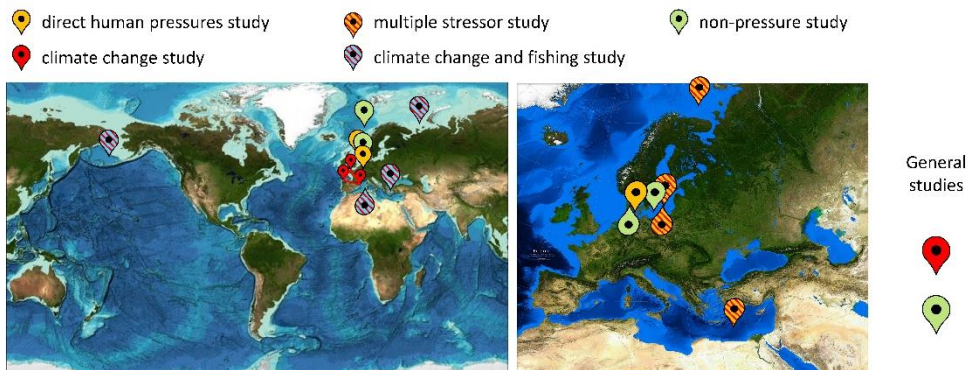 direct human pressures study
multiple stressor study
non-pressure study
climate change study
climate change and fishing study
General
studies